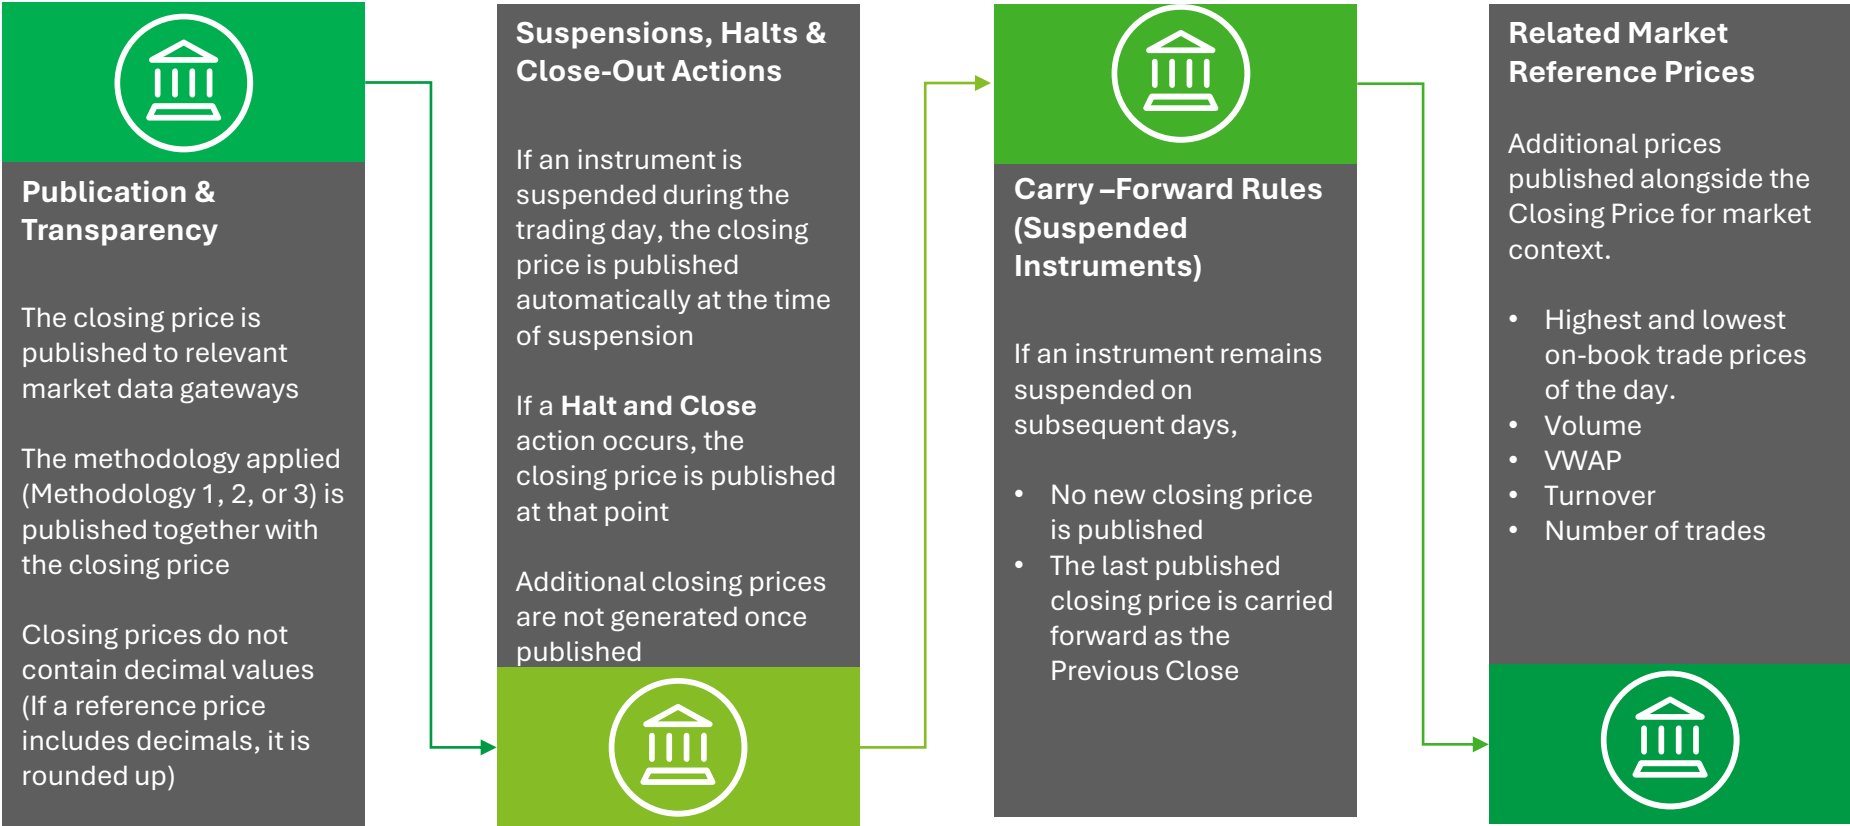 Publication &
Transparency
The closing price is
published to relevant
market data gateways
The methodology applied
(Methodology 1, 2, or 3) is
published together with
the closing price
Closing prices do not
contain decimal values
(If a reference price
includes decimals, it is
rounded up)
Suspensions, Halts &
Close-Out Actions
If an instrument is
suspended during the
trading day, the closing
price is published
automatically at the time
of suspension
If a Halt and Close
action occurs, the
closing price is published
at that point
Additional closing prices
are not generated once
published
Carry –Forward Rules
(Suspended
Instruments)
If an instrument remains
suspended on
subsequent days,
• No new closing price
is published
• The last published
closing price is carried
forward as the
Previous Close
Related Market
Reference Prices
Additional prices
published alongside the
Closing Price for market
context.
• Highest and lowest
on-book trade prices
of the day.
• Volume
• VWAP
• Turnover
• Number of trades